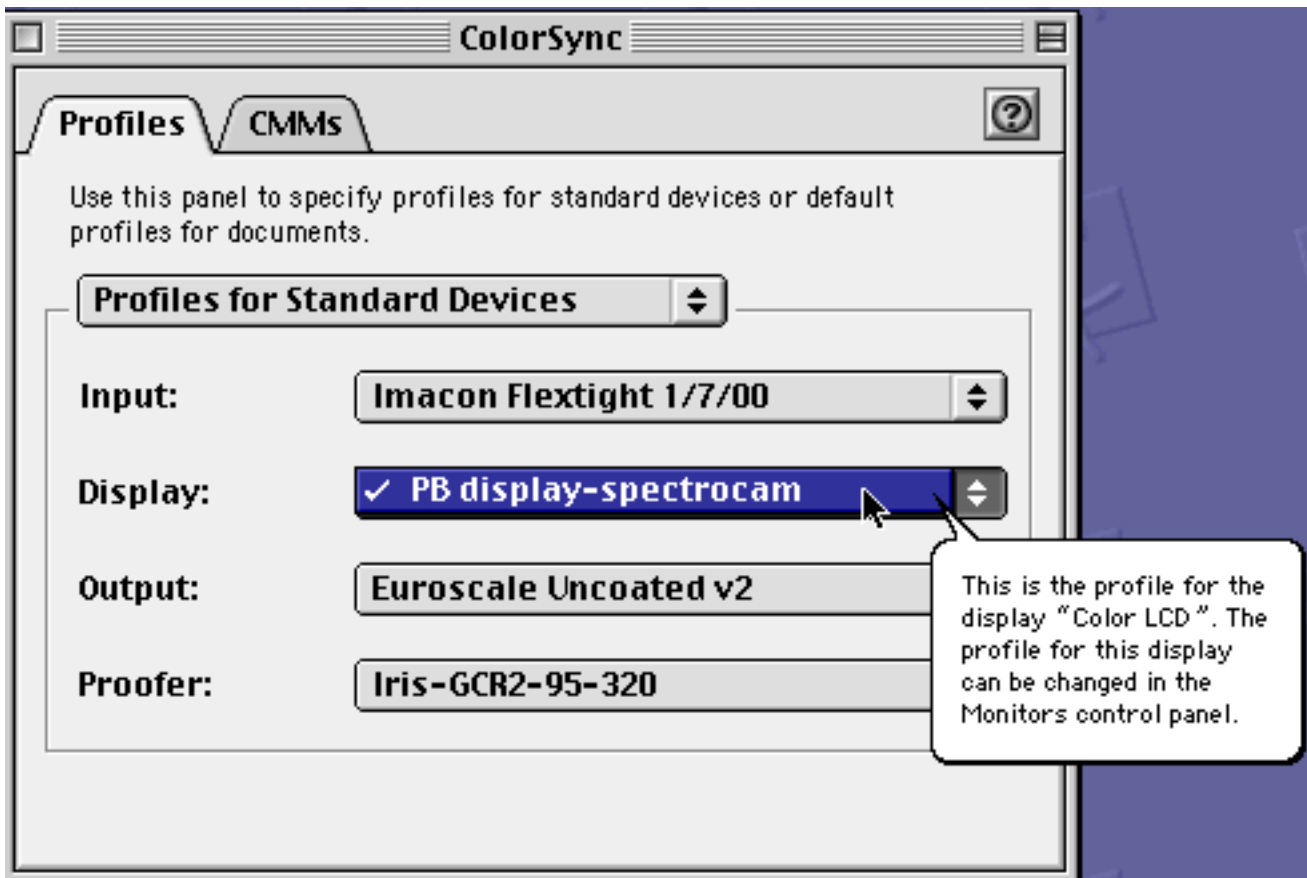 ColorSync
Profiles
CMMs
?
Use this panel to specify profiles for standard devices or default
profiles for documents.
Profiles for Standard Devices
Input:
Imacon Flextight 1/7/00
Display:
✓ PB display-spectrocam
Output:
Euroscale Uncoated v2
Proofer:
Iris-GCR2-95-320
This is the profile for the
display “Color LCD”. The
profile for this display
can be changed in the
Monitors control panel.